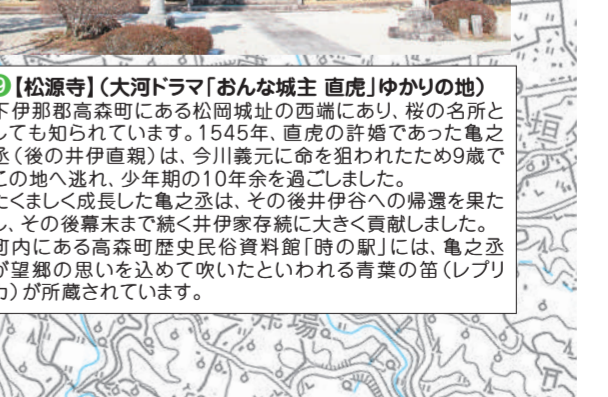 9【松源寺】(大河ドラマ「おんな城主 直虎」ゆかりの地)
下伊那郡高森町にある松岡城址の西端にあり、桜の名所と
しても知られています。1545年、直虎の許婚であった亀之
丞(後の井伊直親)は、今川義元に命を狙われたため9歳で
この地へ逃れ、少年期の10年余を過ごしました。
たくましく成長した亀之丞は、その後井伊谷への帰還を果た
し、その後幕末まで続く井伊家存続に大きく貢献しました。
町内にある高森町歴史民俗資料館「時の駅」には、亀之丞
が望郷の思いを込めて吹いたといわれる青葉の笛(レプリ
カ)が所蔵されています。
垣